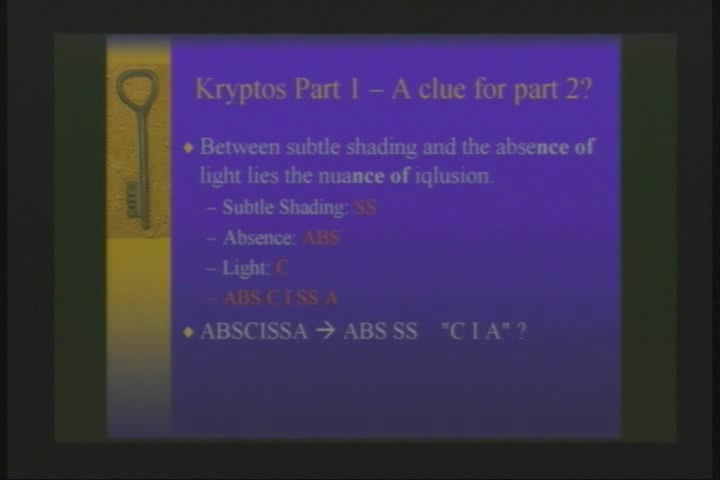 Kryptos Part 1 – A clue for part 2?
Between subtle shading and the absence of
light lies the nuance of iqlusion.
– Subtle Shading: SS
– Absence: ABS
– Light: C
– ABS C I SS A
ABSCISSA → ABS SS "C I A" ?